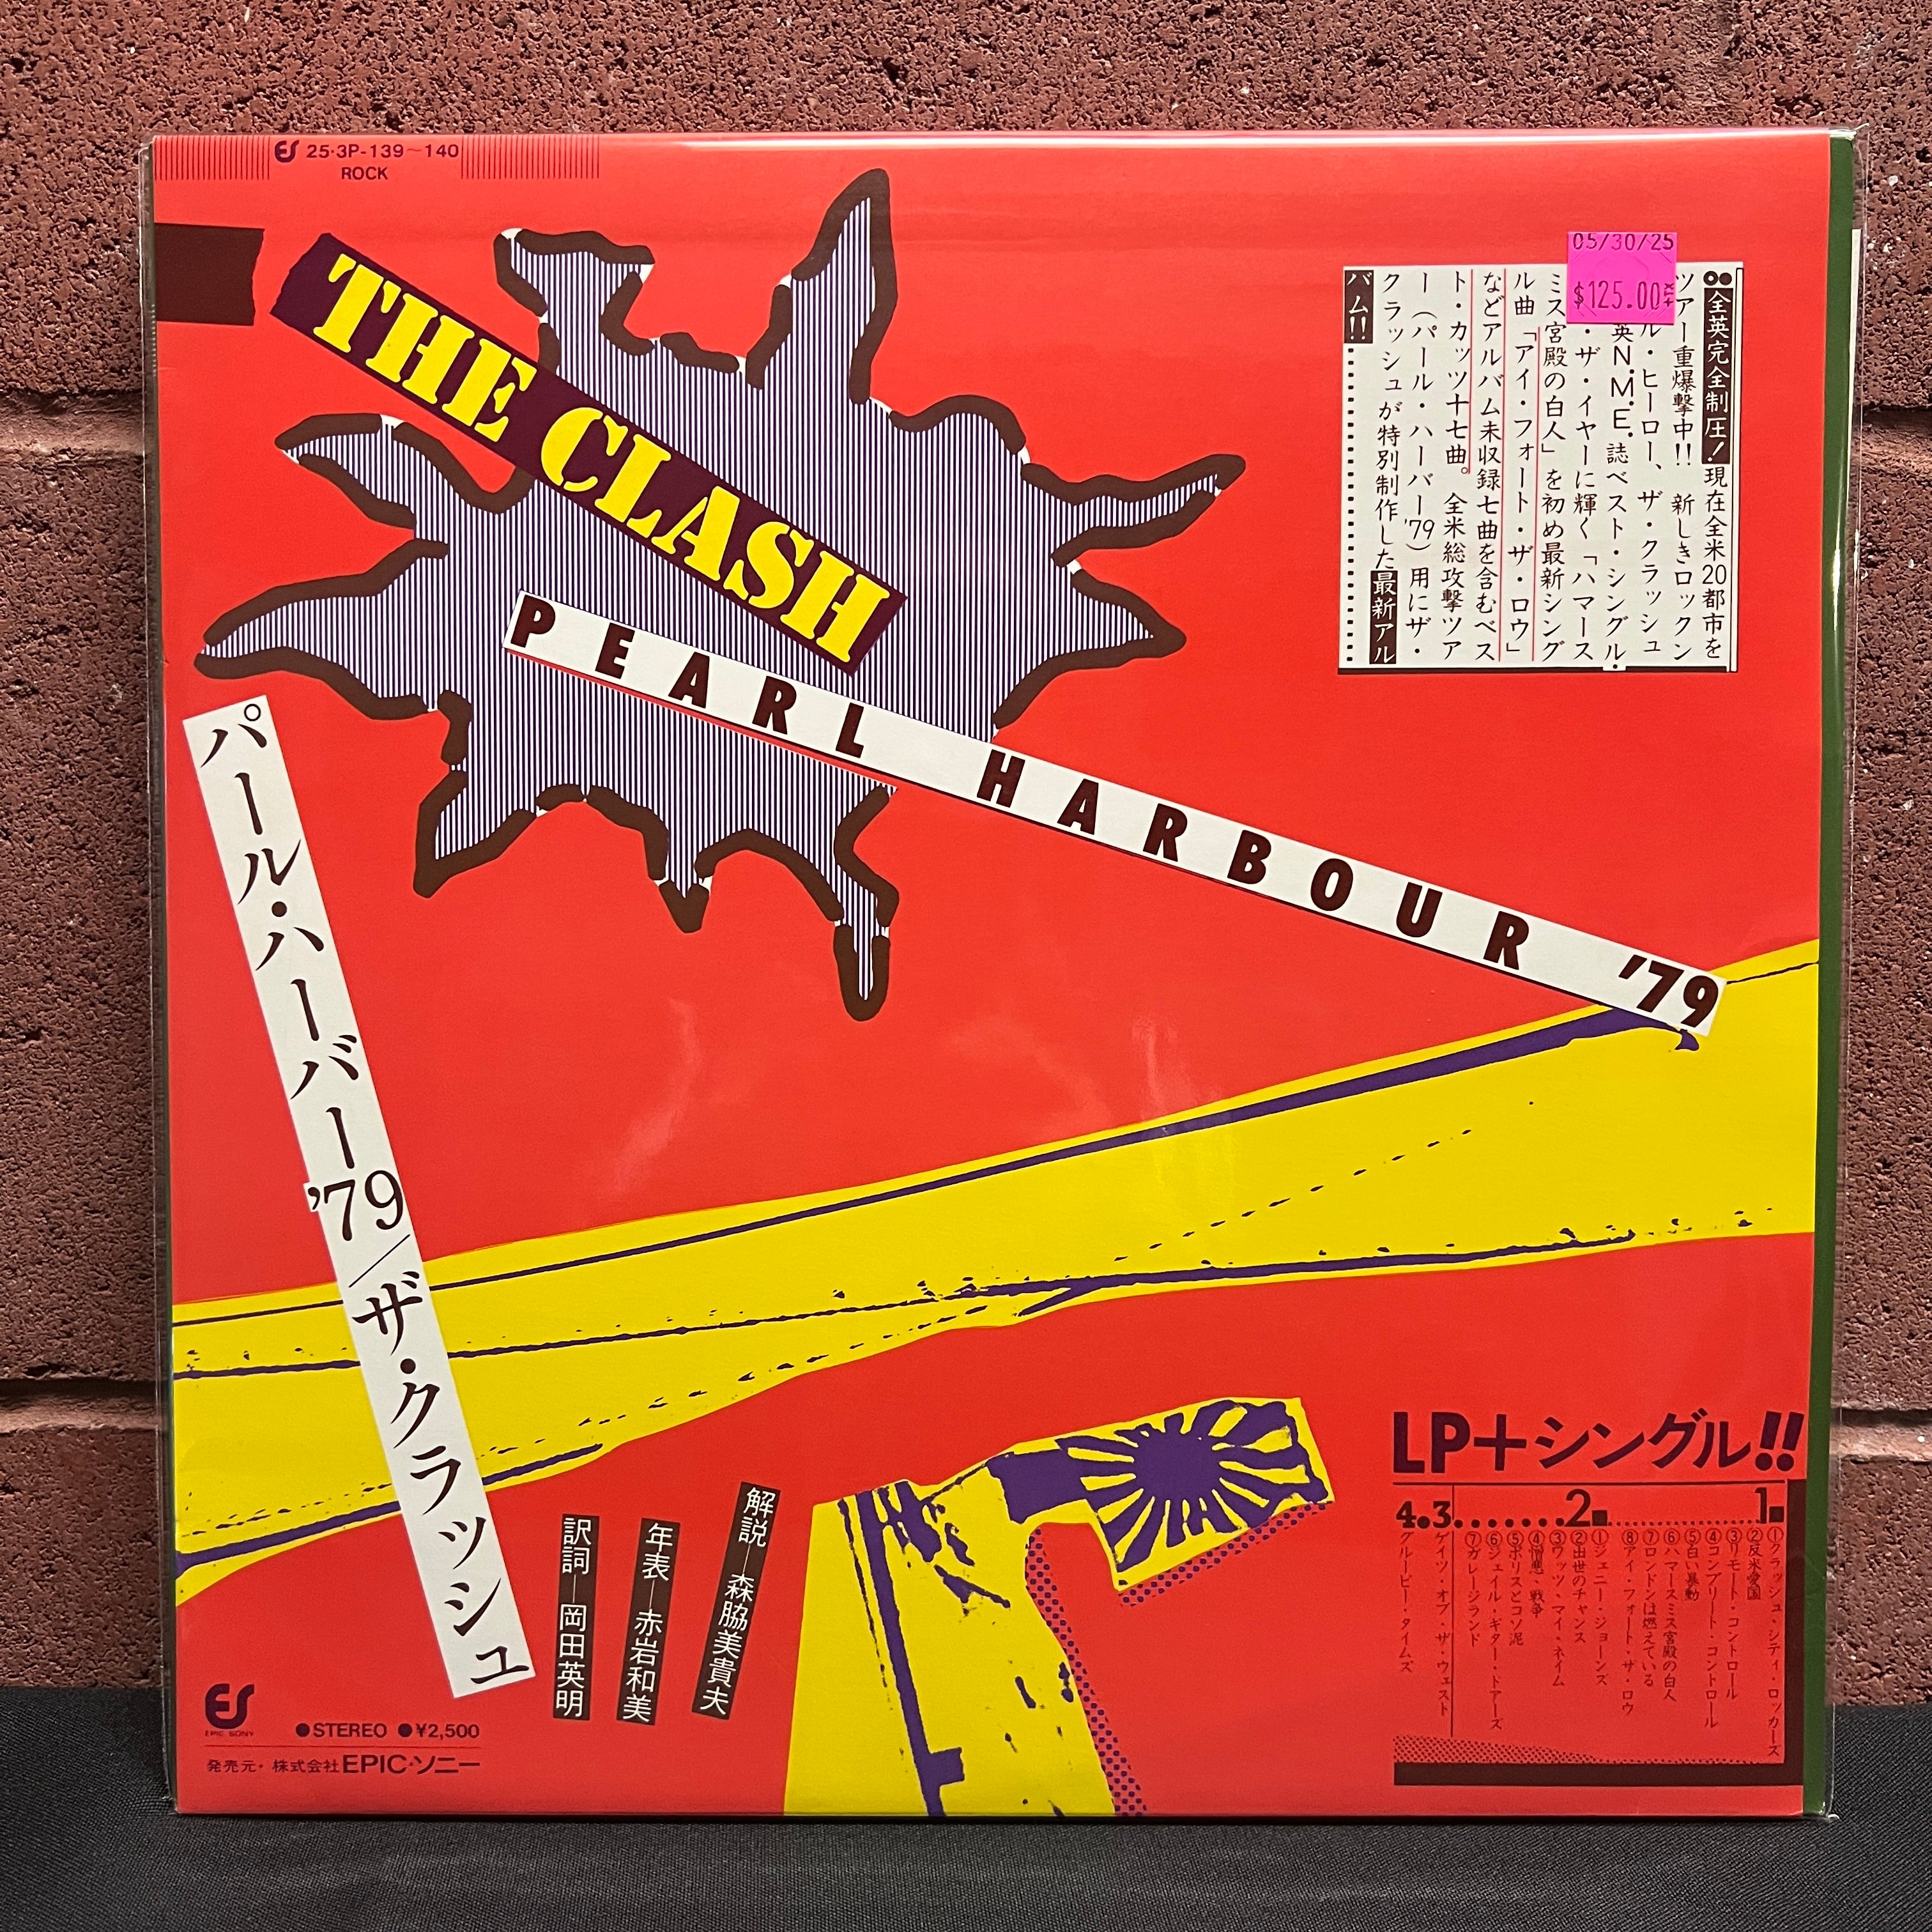 ES 25·3P-139～140
ROCK
THE CLASH
PEARL HARBOUR '79
05/30/25
$125.00
全英完全制圧！現在全米20都市を
ツアー重爆撃中!! 新しきロックン
ル・ヒーロー、ザ・クラッシュ
英N.M.E.誌ベスト・シングル・
・ザ・イヤーに輝く「ハマース
ミス宮殿の白人」を初め最新シング
ル曲「アイ・フォート・ザ・ロウ」
などアルバム未収録七曲を含むベス
ト・カッツ十七曲。全米総攻撃ツア
ー（パール・ハーバー'79）用にザ・
クラッシュが特別制作した最新アル
バム!!
パール・ハーバー'79／ザ・クラッシュ
解説―森脇美貴夫
年表―赤岩和美
訳詞―岡田英明
LP＋シングル!!
1
①クラッシュ・シティ・ロッカーズ
②反米愛国
③リモート・コントロール
④コンプリート・コントロール
⑤白い暴動
⑥ハマースミス宮殿の白人
⑦ロンドンは燃えている
⑧アイ・フォート・ザ・ロウ
2
①ジェニー・ジョーンズ
②出世のチャンス
③ワッツ・マイ・ネイム
④憎悪・戦争
⑤ポリスとコソ泥
⑥ジェイル・ギター・ドアーズ
⑦ガレージランド
4.3
ゲイツ・オブ・ザ・ウェスト
グルービー・タイムズ
ES
EPIC SONY
●STEREO ●¥2,500
発売元・株式会社EPIC・ソニー